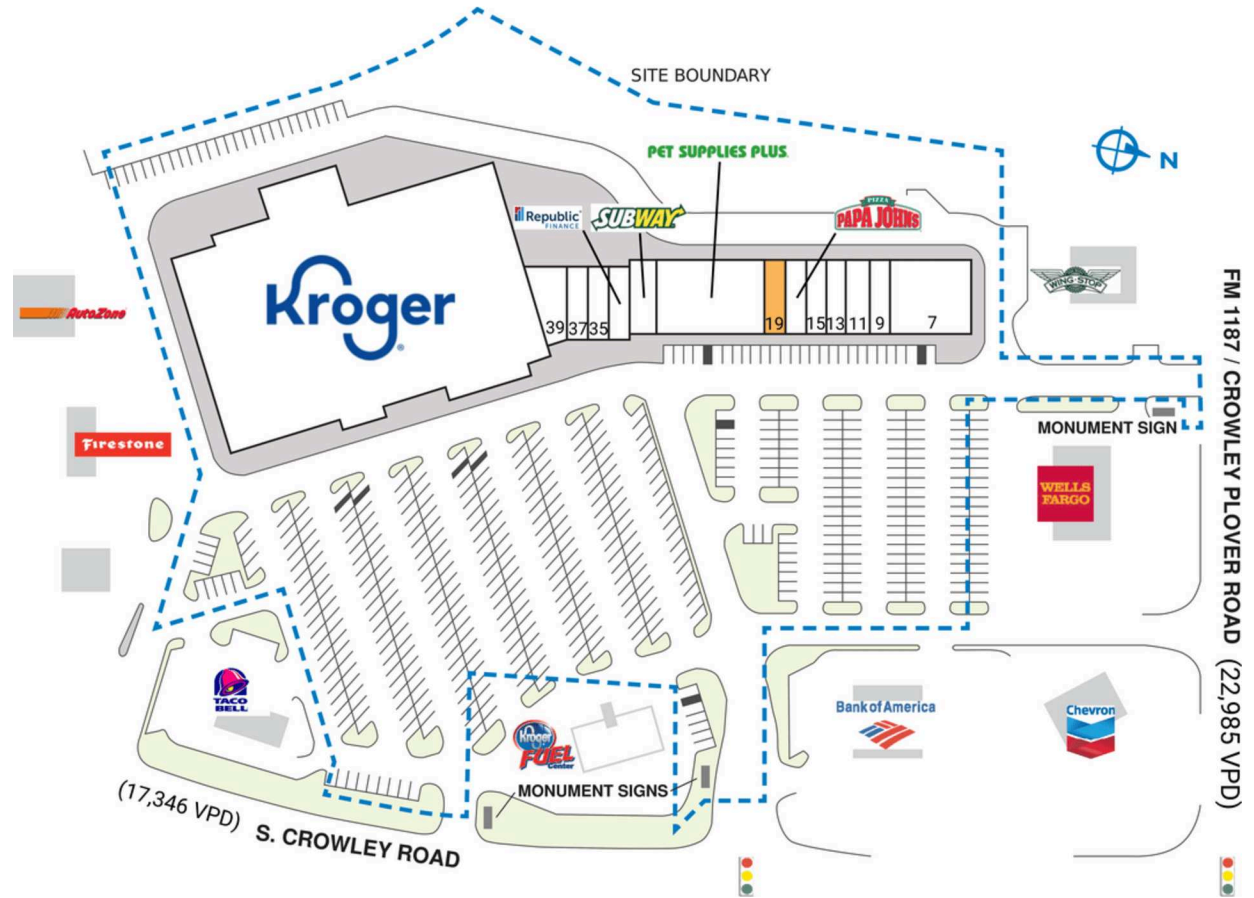 SITE BOUNDARY
PET SUPPLIES PLUS.
N
Republic
FINANCE
SUBWAY
PIZZA
PAPA JOHNS
WING·STOP
Kroger
AutoZone
39 37 35 19 15 13 11 9 7
FM 1187 / CROWLEY PLOVER ROAD (22,985 VPD)
MONUMENT SIGN
Firestone
WELLS
FARGO
TACO
BELL
Kroger
FUEL
Center
Bank of America
Chevron
MONUMENT SIGNS
(17,346 VPD) S. CROWLEY ROAD